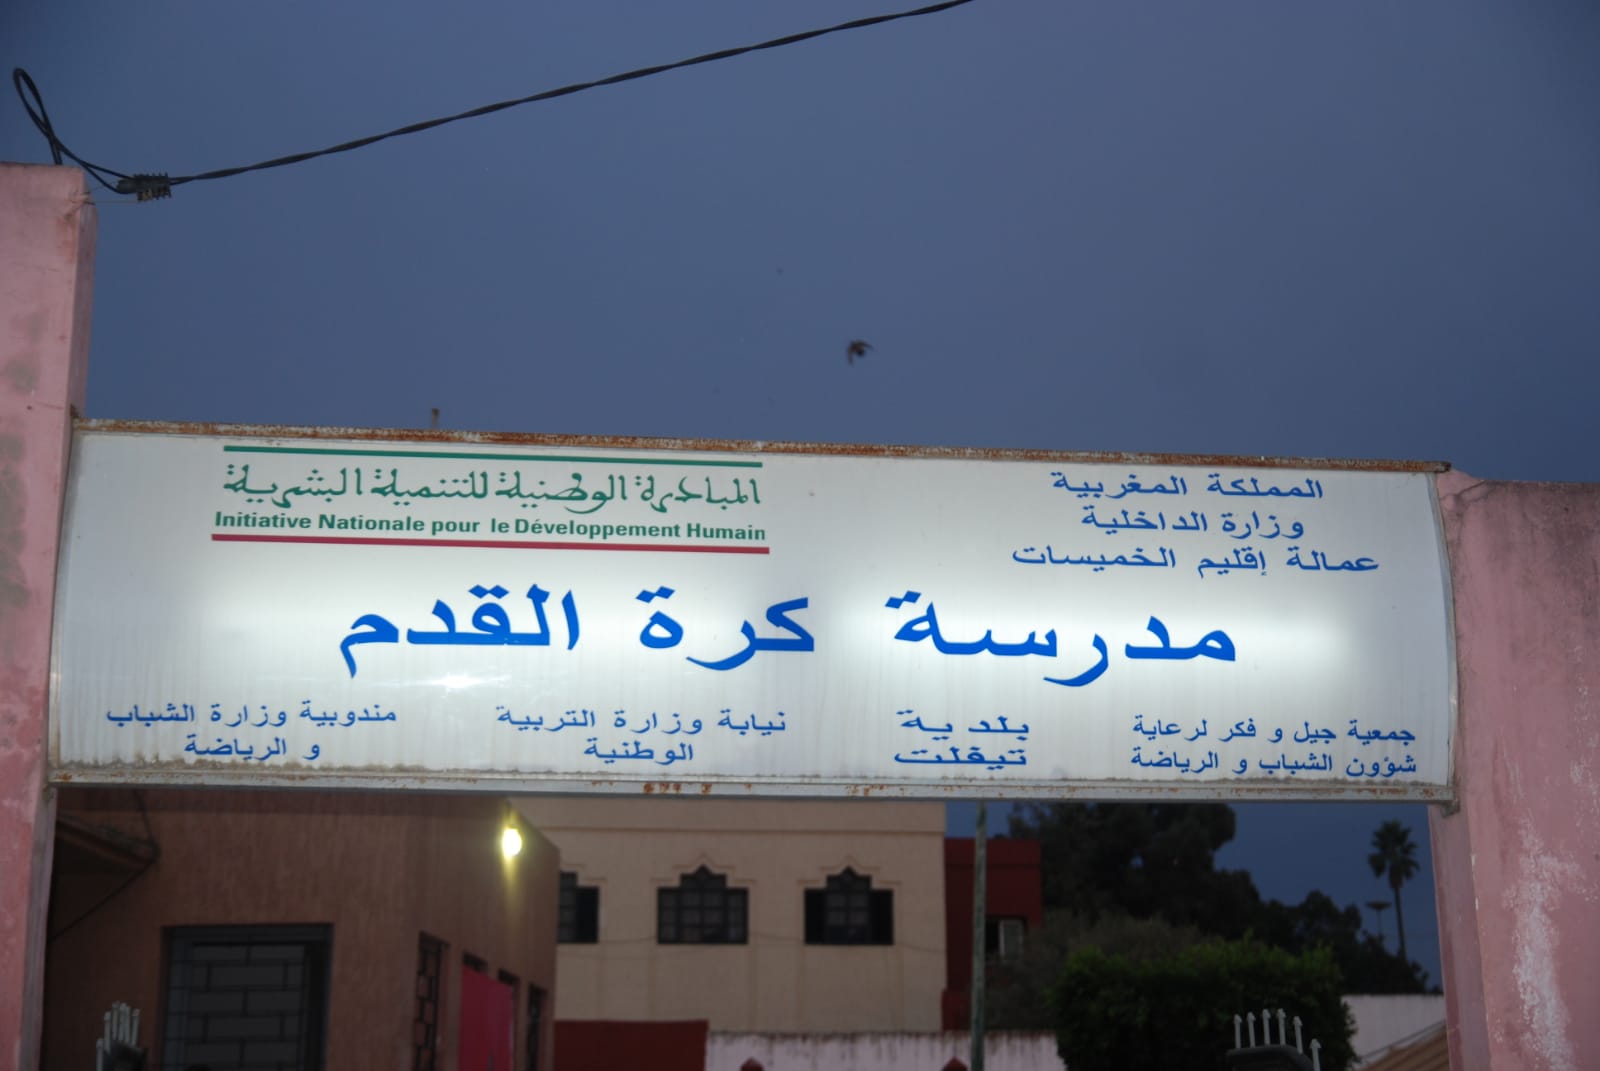 المملكة المغربية
وزارة الداخلية
عمالة إقليم الخميسات
المبادرة الوطنية للتنمية البشرية
Initiative Nationale pour le Développement Humain
مدرسة كرة القدم
جمعية جيل و فكر لرعاية
شؤون الشباب و الرياضة
بلدية
تيفلت
نيابة وزارة التربية
الوطنية
مندوبية وزارة الشباب
و الرياضة